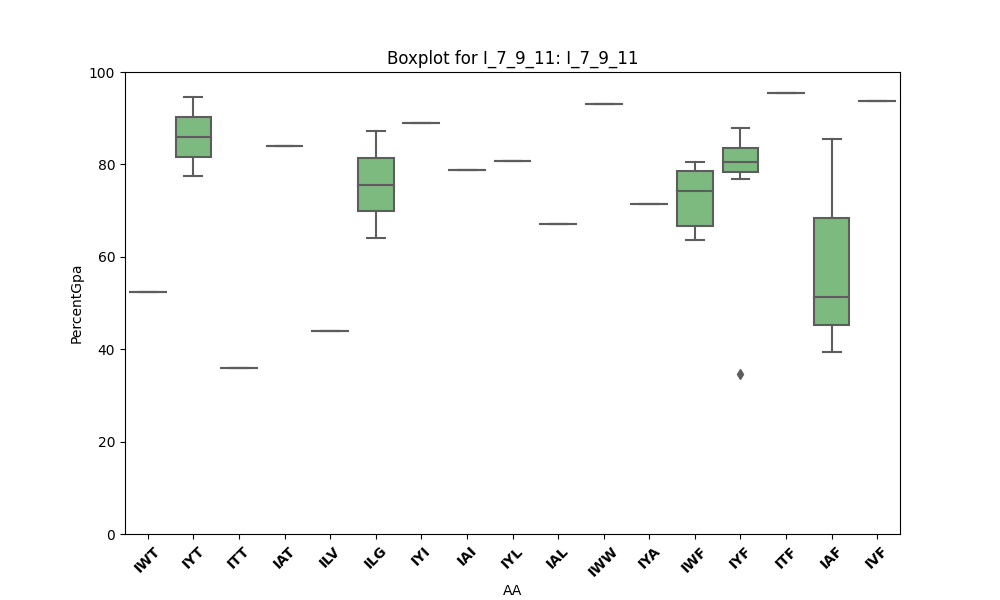 Boxplot for I_7_9_11: I_7_9_11
100
80
60
40
20
0
PercentGpa
IWT
IYT
ITT
IAT
ILV
ILG
IYI
IAI
IYL
IAL
IWW
IYA
IWF
IYF
ITF
IAF
IVF
AA